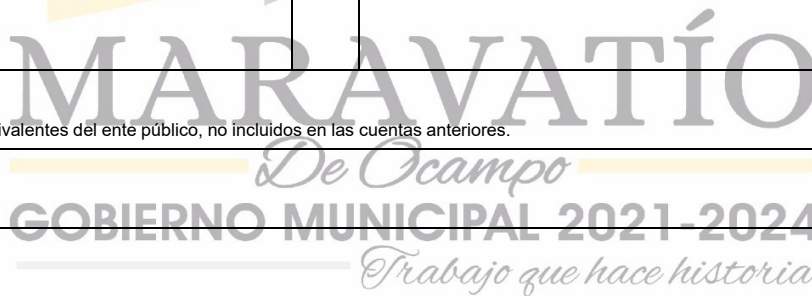 MARAVATÍO
ivalentes del ente público, no incluidos en las cuentas anteriores.
De Ocampo
GOBIERNO MUNICIPAL 2021-2024
Trabajo que hace historia